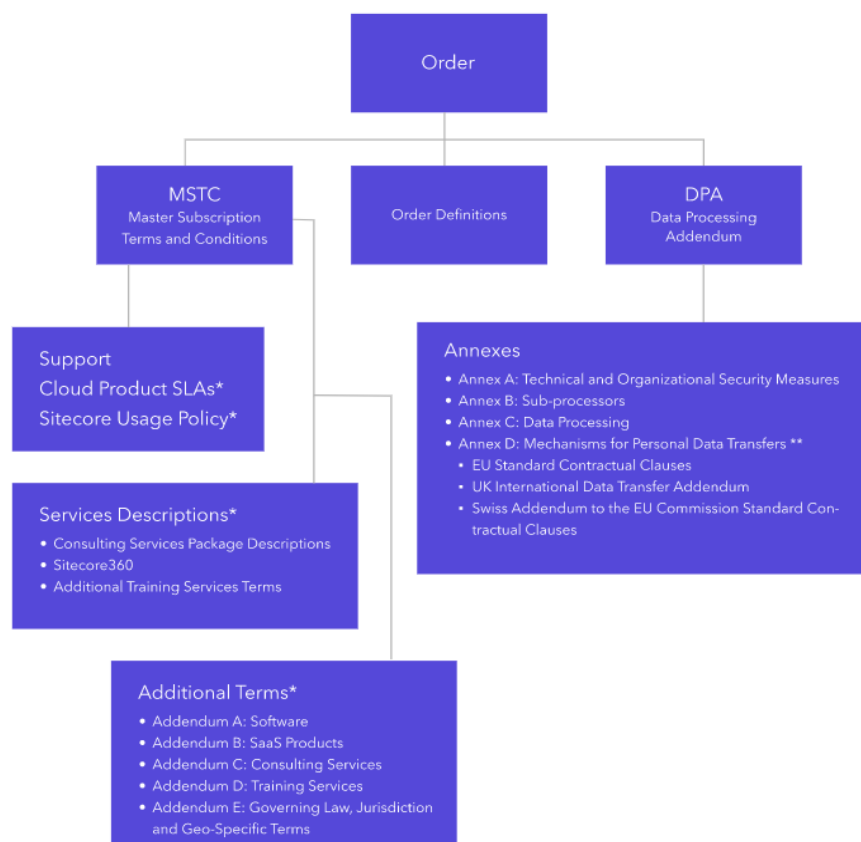 Order
MSTC
Master Subscription
Terms and Conditions
Order Definitions
DPA
Data Processing
Addendum
Support
Cloud Product SLAs*
Sitecore Usage Policy*
Annexes
• Annex A: Technical and Organizational Security Measures
• Annex B: Sub-processors
• Annex C: Data Processing
• Annex D: Mechanisms for Personal Data Transfers **
• EU Standard Contractual Clauses
• UK International Data Transfer Addendum
• Swiss Addendum to the EU Commission Standard Con-
tractual Clauses
Services Descriptions*
• Consulting Services Package Descriptions
• Sitecore360
• Additional Training Services Terms
Additional Terms*
• Addendum A: Software
• Addendum B: SaaS Products
• Addendum C: Consulting Services
• Addendum D: Training Services
• Addendum E: Governing Law, Jurisdiction
and Geo-Specific Terms